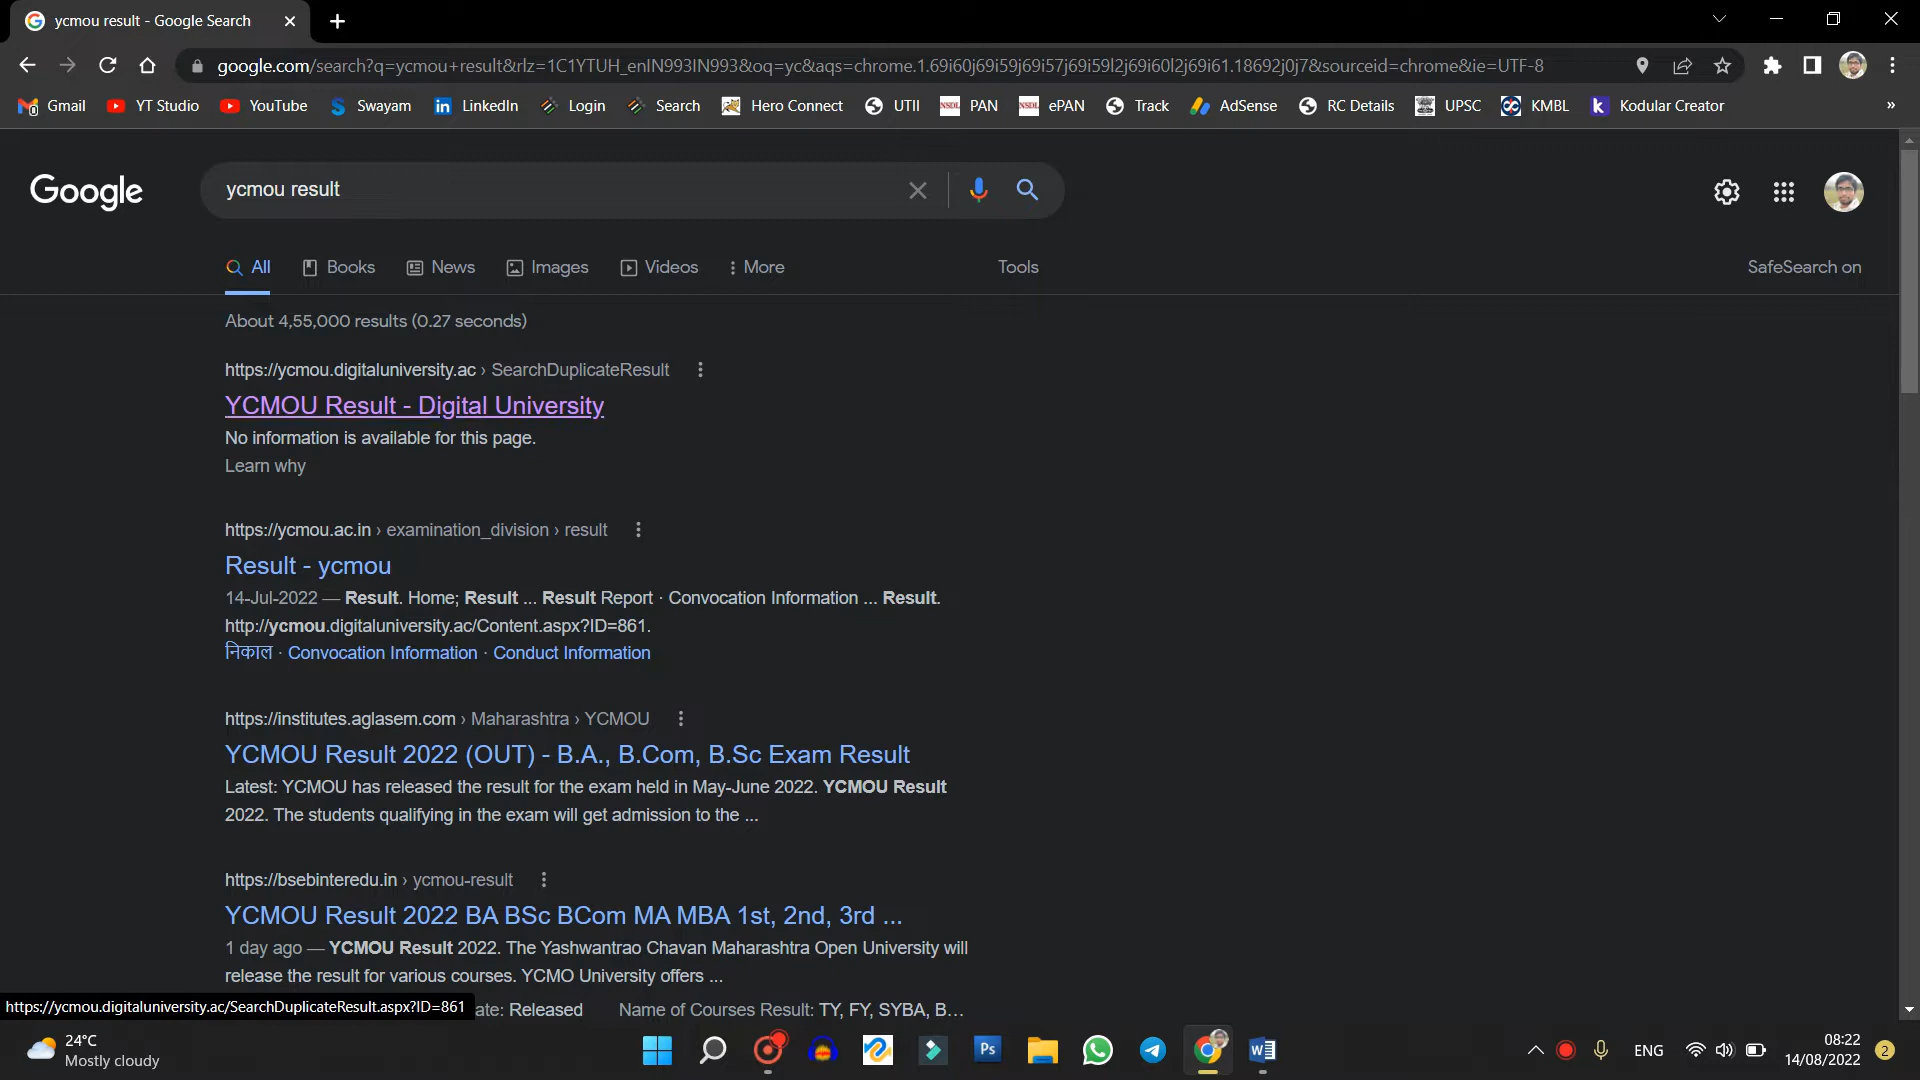 ycmou result - Google Search
google.com/search?q=ycmou+result&rlz=1C1YTUH_enIN993IN993&oq=yc&aqs=chrome.1.69i60j69i59j69i57j69i59l2j69i60l2j69i61.18692j0j7&sourceid=chrome&ie=UTF-8
Gmail YT Studio YouTube Swayam LinkedIn Login Search Hero Connect UTII PAN ePAN Track AdSense RC Details UPSC KMBL Kodular Creator »
Google ycmou result
All Books News Images Videos More Tools SafeSearch on
About 4,55,000 results (0.27 seconds)
https://ycmou.digitaluniversity.ac › SearchDuplicateResult
YCMOU Result - Digital University
No information is available for this page.
Learn why
https://ycmou.ac.in › examination_division › result
Result - ycmou
14-Jul-2022 — Result. Home; Result ... Result Report · Convocation Information ... Result.
http://ycmou.digitaluniversity.ac/Content.aspx?ID=861.
निकाल · Convocation Information · Conduct Information
https://institutes.aglasem.com › Maharashtra › YCMOU
YCMOU Result 2022 (OUT) - B.A., B.Com, B.Sc Exam Result
Latest: YCMOU has released the result for the exam held in May-June 2022. YCMOU Result
2022. The students qualifying in the exam will get admission to the ...
https://bsebinteredu.in › ycmou-result
YCMOU Result 2022 BA BSc BCom MA MBA 1st, 2nd, 3rd ...
1 day ago — YCMOU Result 2022. The Yashwantrao Chavan Maharashtra Open University will
release the result for various courses. YCMO University offers ...
https://ycmou.digitaluniversity.ac/SearchDuplicateResult.aspx?ID=861 ate: Released Name of Courses Result: TY, FY, SYBA, B...
24°C
Mostly cloudy
Ps
ENG
08:22
14/08/2022
2